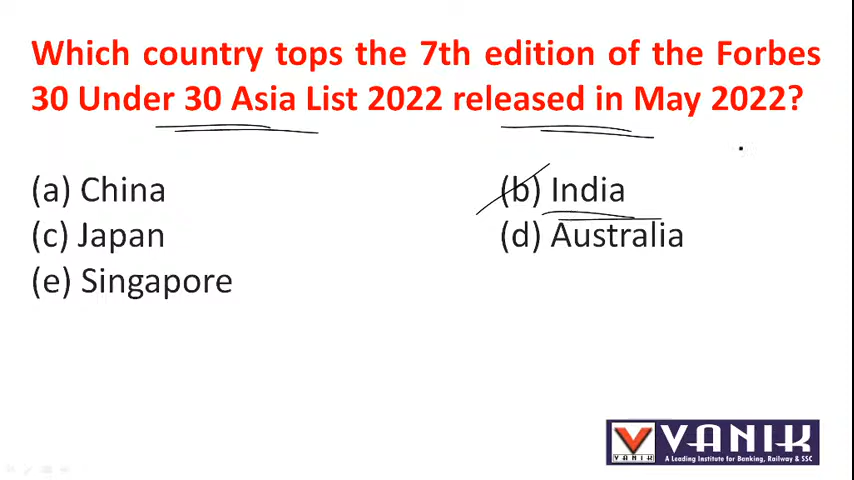 Which country tops the 7th edition of the Forbes
30 Under 30 Asia List 2022 released in May 2022?
(a) China
(b) India
(c) Japan
(d) Australia
(e) Singapore
VANIK
VANIK
A Leading Institute for Banking, Railway & SSC